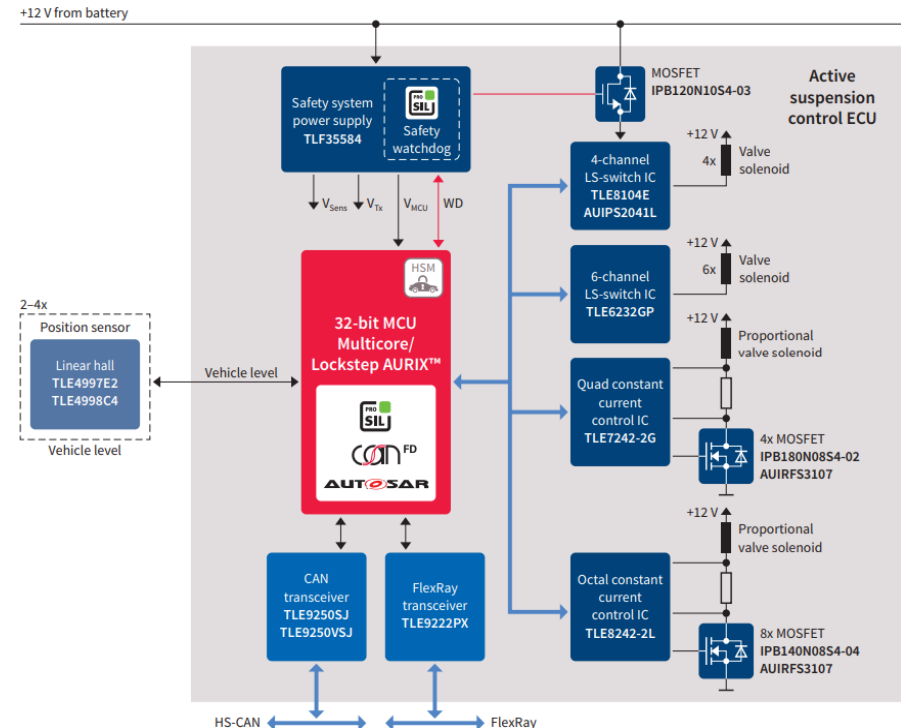 +12 V from battery
Safety system
power supply
TLF35584
PRO
SIL
Safety
watchdog
MOSFET
IPB120N10S4-03
Active
suspension
control ECU
VSens
VTx
VMCU
WD
4-channel
LS-switch IC
TLE8104E
AUIPS2041L
+12 V
4x
Valve
solenoid
HSM
32-bit MCU
Multicore/
Lockstep AURIX™
PRO
SIL
CAN FD
AUTOSAR
6-channel
LS-switch IC
TLE6232GP
+12 V
6x
Valve
solenoid
2–4x
Position sensor
Linear hall
TLE4997E2
TLE4998C4
Vehicle level
Vehicle level
Quad constant
current
control IC
TLE7242-2G
+12 V
Proportional
valve solenoid
4x MOSFET
IPB180N08S4-02
AUIRFS3107
CAN
transceiver
TLE9250SJ
TLE9250VSJ
FlexRay
transceiver
TLE9222PX
Octal constant
current
control IC
TLE8242-2L
+12 V
Proportional
valve solenoid
8x MOSFET
IPB140N08S4-04
AUIRFS3107
HS-CAN
FlexRay